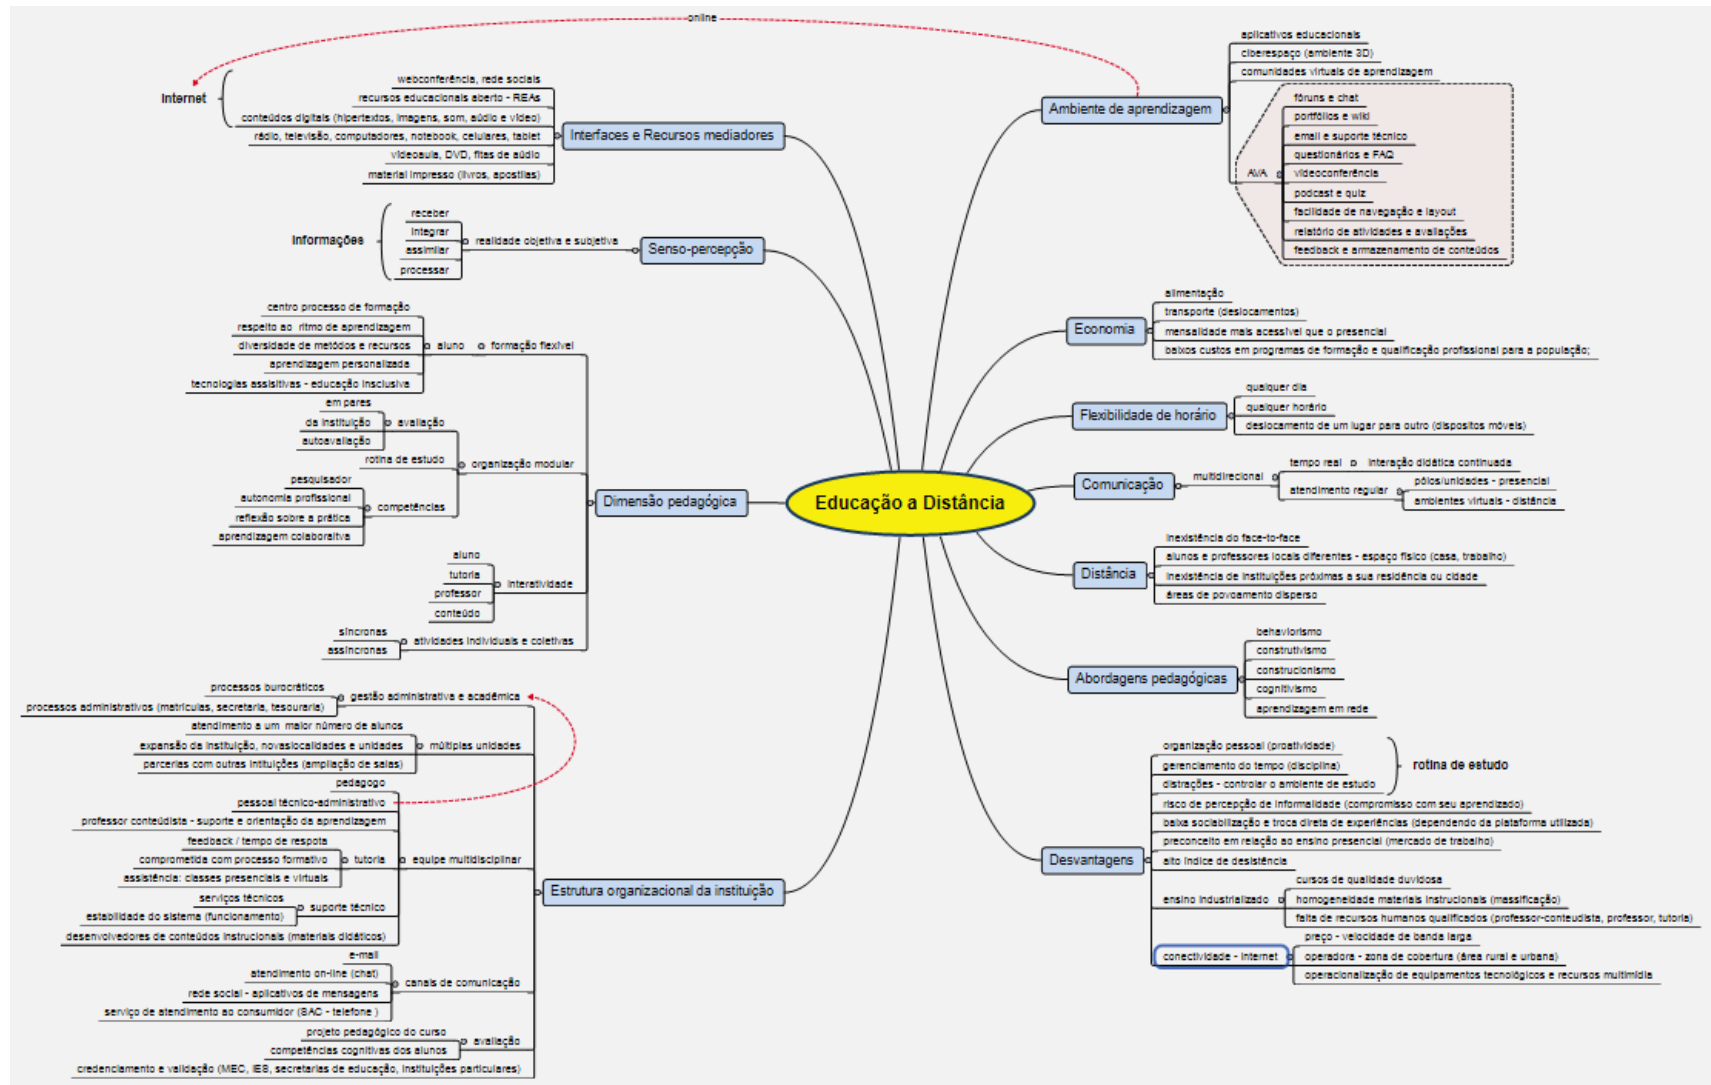 online
Internet
webconferência, rede sociais
recursos educacionais aberto - REAs
conteúdos digitais (hipertextos, imagens, som, aúdio e vídeo)
rádio, televisão, computadores, notebook, celulares, tablet
videoaula, DVD, fitas de aúdio
material impresso (livros, apostilas)
Interfaces e Recursos mediadores
Informações
receber
integrar
assimilar
processar
realidade objetiva e subjetiva
Senso-percepção
centro processo de formação
respeito ao ritmo de aprendizagem
diversidade de metódos e recursos
aprendizagem personalizada
tecnologias assisitivas - educação insclusiva
aluno
formação flexível
em pares
da instituição
autoavaliação
avaliação
rotina de estudo
organização modular
pesquisador
autonomia profissional
reflexão sobre a prática
aprendizagem colaboraitva
competências
Dimensão pedagógica
aluno
tutoria
professor
conteúdo
interatividade
síncronas
assíncronas
atividades individuais e coletivas
processos burocráticos
processos administrativos (matrículas, secretaria, tesouraria)
gestão administrativa e acadêmica
atendimento a um maior número de alunos
expansão da instituição, novaslocalidades e unidades
parcerias com outras intituições (ampliação de salas)
múltiplas unidades
pedagogo
pessoal técnico-administrativo
professor conteúdista - suporte e orientação da aprendizagem
feedback / tempo de respota
comprometida com processo formativo
assistência: classes presenciais e virtuais
tutoria
equipe multidisciplinar
serviços técnicos
estabilidade do sistema (funcionamento)
suporte técnico
desenvolvedores de conteúdos instrucionais (materiais didáticos)
Estrutura organizacional da instituição
e-mail
atendimento on-line (chat)
rede social - aplicativos de mensagens
serviço de atendimento ao consumidor (SAC - telefone )
canais de comunicação
projeto pedagógico do curso
competências cognitivas dos alunos
avaliação
credenciamento e validação (MEC, IES, secretarias de educação, instituições particulares)
Educação a Distância
Ambiente de aprendizagem
aplicativos educacionais
ciberespaço (ambiente 3D)
comunidades virtuais de aprendizagem
AVA
fóruns e chat
portfólios e wiki
email e suporte técnico
questionários e FAQ
videoconferência
podcast e quiz
facilidade de navegação e layout
relatório de atividades e avaliações
feedback e armazenamento de conteúdos
Economia
alimentação
transporte (deslocamentos)
mensalidade mais acessível que o presencial
baixos custos em programas de formação e qualificação profissional para a população;
Flexibilidade de horário
qualquer dia
qualquer horário
deslocamento de um lugar para outro (dispositos móveis)
Comunicação
multidirecional
tempo real
interação didática continuada
atendimento regular
pólos/unidades - presencial
ambientes virtuais - distância
Distância
inexistência do face-to-face
alunos e professores locais diferentes - espaço físico (casa, trabalho)
inexistência de instituições próximas a sua residência ou cidade
áreas de povoamento disperso
Abordagens pedagógicas
behaviorismo
construtivismo
construcionismo
cognitivismo
aprendizagem em rede
Desvantagens
organização pessoal (proatividade)
gerenciamento do tempo (disciplina)
distrações - controlar o ambiente de estudo
rotina de estudo
risco de percepção de informalidade (compromisso com seu aprendizado)
baixa sociabilização e troca direta de experiências (dependendo da plataforma utilizada)
preconceito em relação ao ensino presencial (mercado de trabalho)
alto índice de desistência
ensino industrializado
cursos de qualidade duvidosa
homogeneidade materiais instrucionais (massificação)
falta de recursos humanos qualificados (professor-conteudista, professor, tutoria)
conectividade - internet
preço - velocidade de banda larga
operadora - zona de cobertura (área rural e urbana)
operacionalização de equipamentos tecnológicos e recursos multimídia